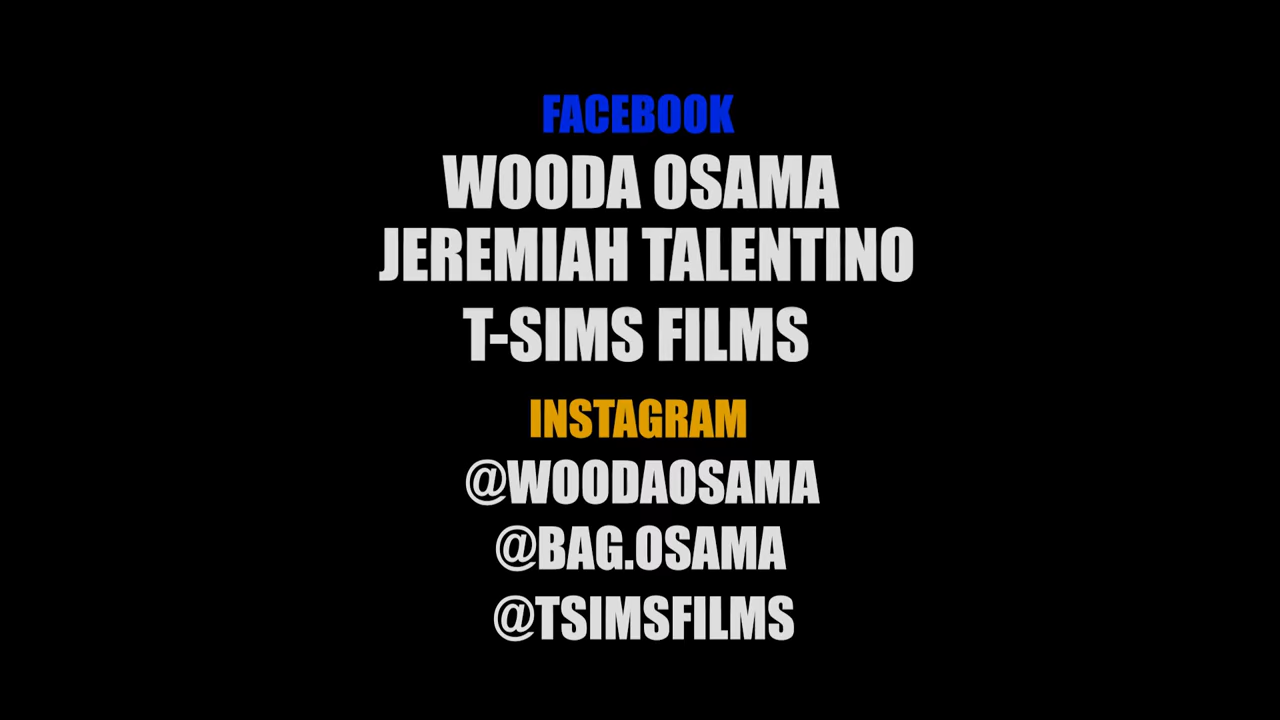 FACEBOOK
WOODA OSAMA
JEREMIAH TALENTINO
T-SIMS FILMS
INSTAGRAM
@WOODAOSAMA
@BAG.OSAMA
@TSIMSFILMS